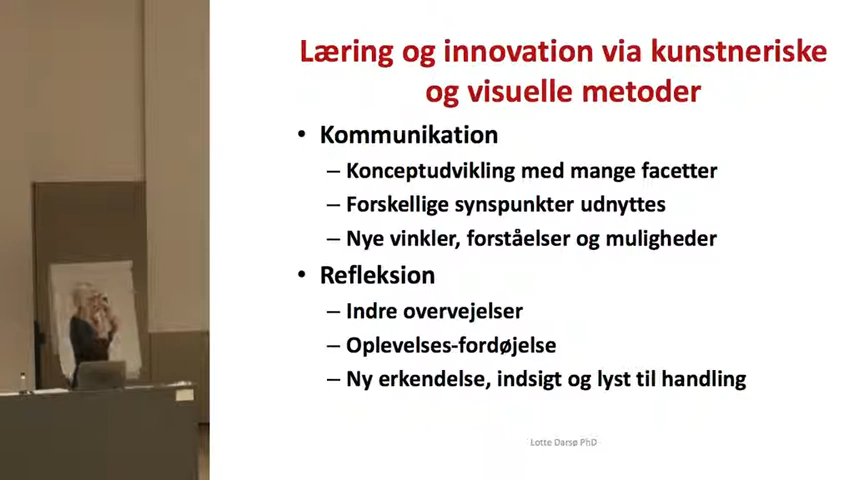 Læring og innovation via kunstneriske
og visuelle metoder
• Kommunikation
– Konceptudvikling med mange facetter
– Forskellige synspunkter udnyttes
– Nye vinkler, forståelser og muligheder
• Refleksion
– Indre overvejelser
– Oplevelses-fordøjelse
– Ny erkendelse, indsigt og lyst til handling
Lotte Darsø PhD